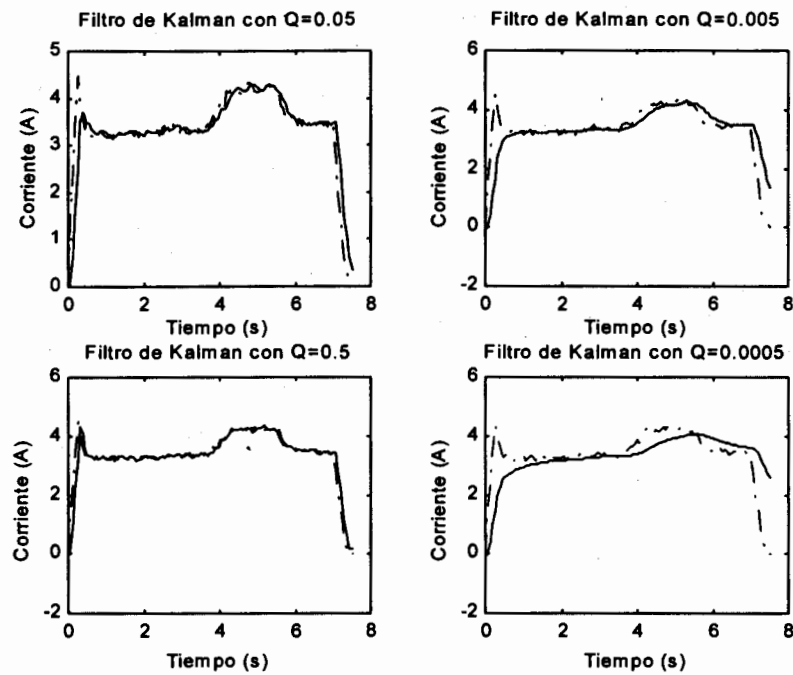 Filtro de Kalman con Q=0.05
5
4
3
2
1
0
0 2 4 6 8
Corriente (A)
Tiempo (s)
Filtro de Kalman con Q=0.005
6
4
2
0
-2
0 2 4 6 8
Corriente (A)
Tiempo (s)
Filtro de Kalman con Q=0.5
6
4
2
0
-2
0 2 4 6 8
Corriente (A)
Tiempo (s)
Filtro de Kalman con Q=0.0005
6
4
2
0
-2
0 2 4 6 8
Corriente (A)
Tiempo (s)